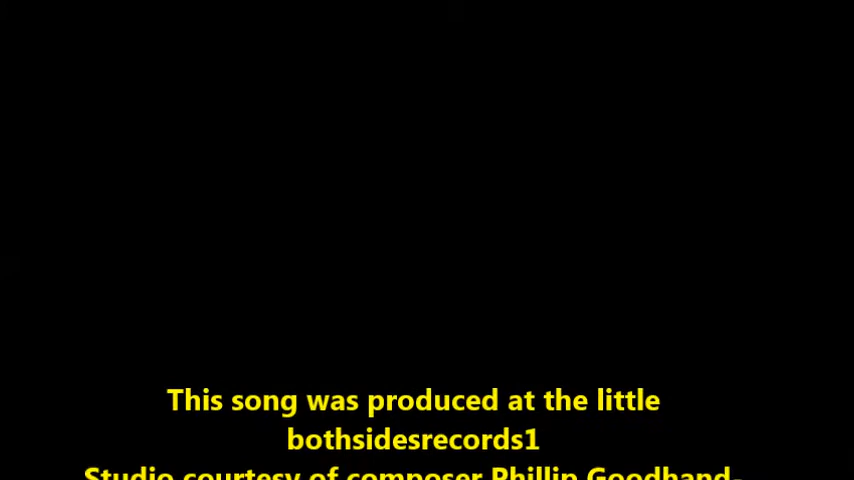 This song was produced at the little
bothsidesrecords1
Studio courtesy of composer Phillip Goodhand-